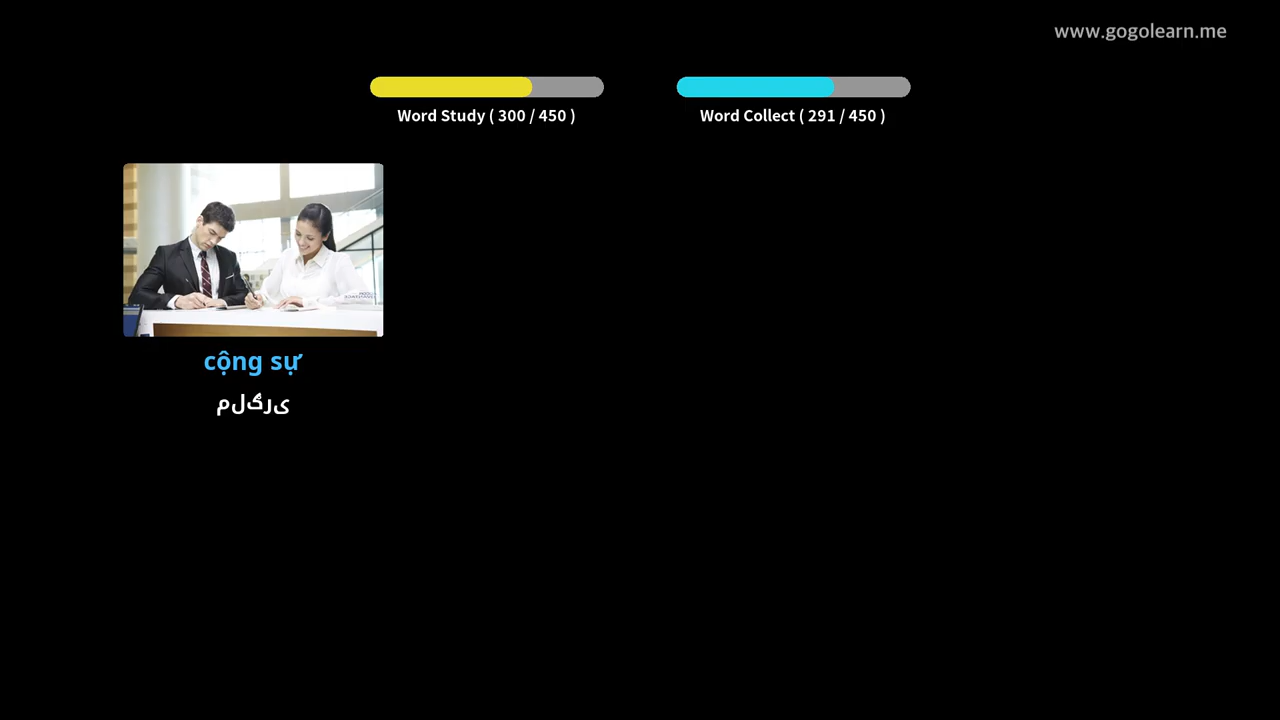 www.gogolearn.me
Word Study ( 300 / 450 )
Word Collect ( 291 / 450 )
cộng sự
ملگری